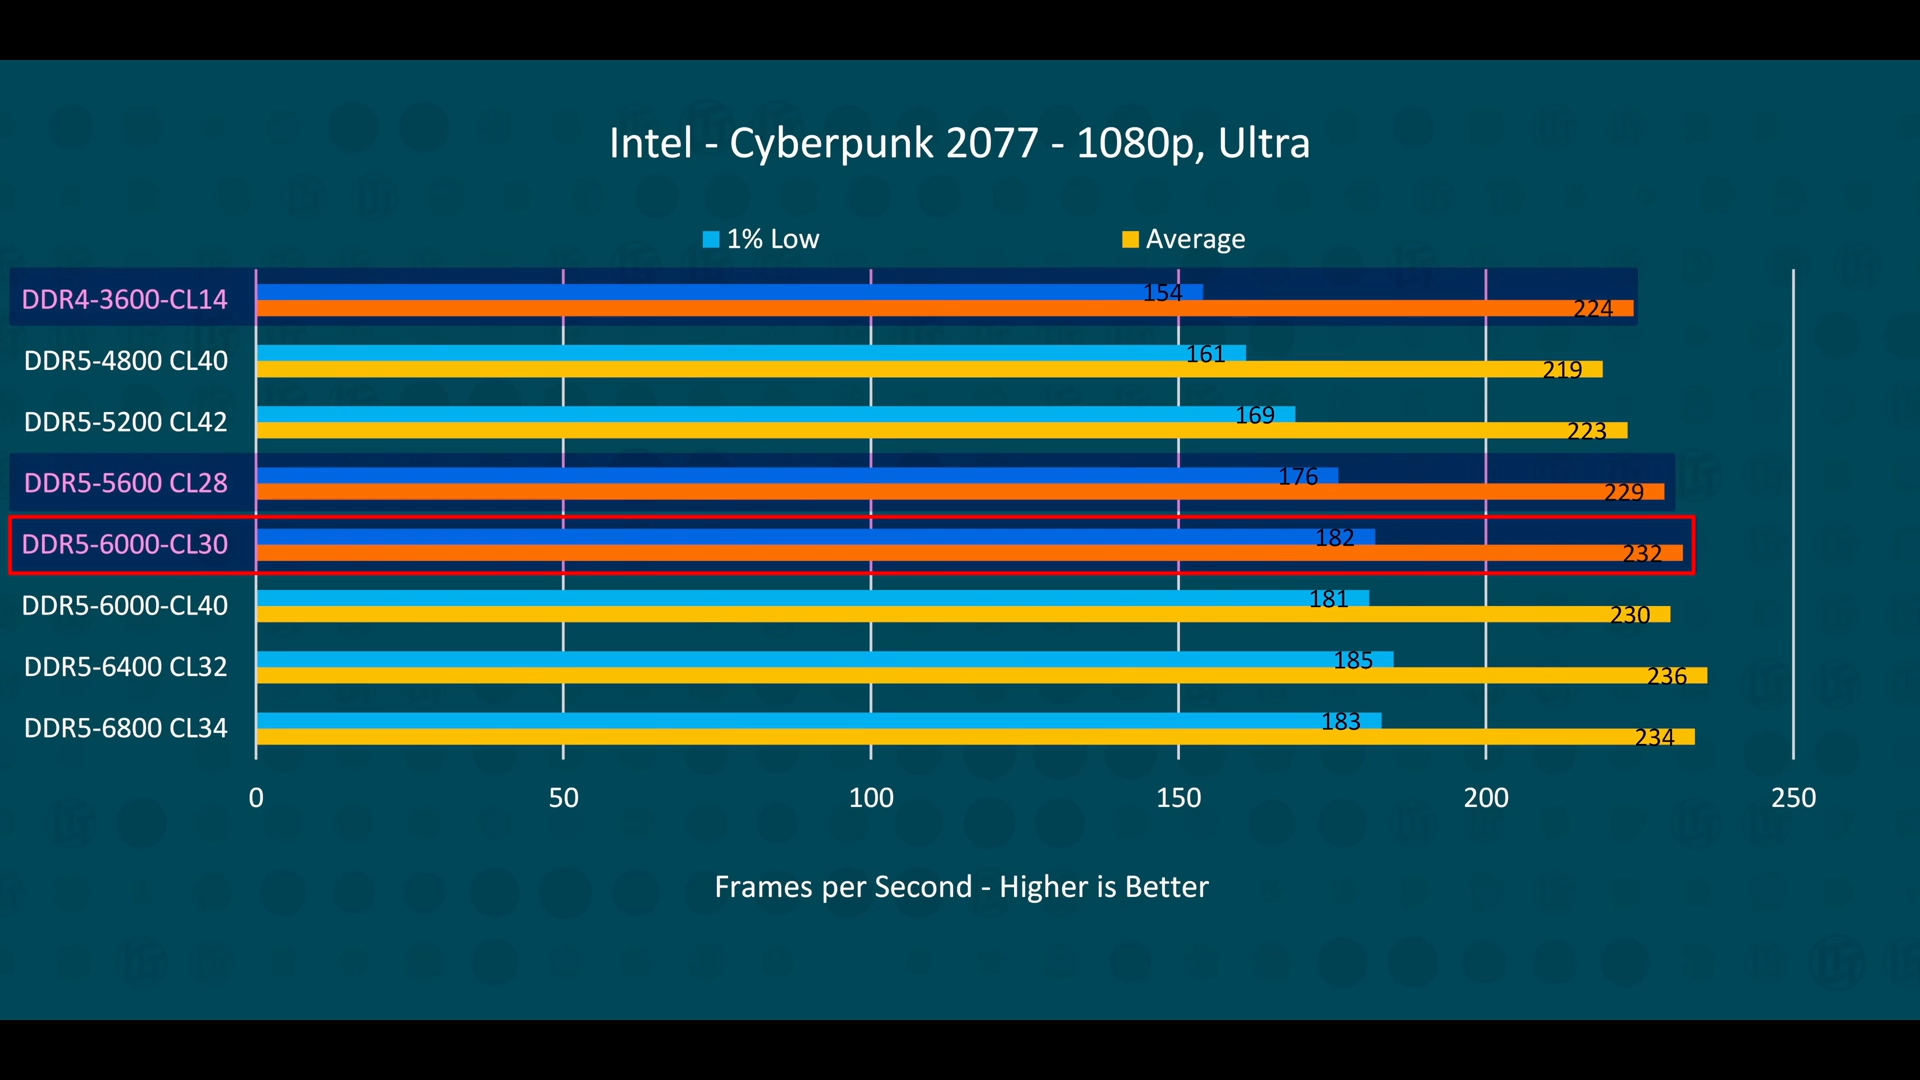 Intel - Cyberpunk 2077 - 1080p, Ultra
1% Low Average
DDR4-3600-CL14 154 224
DDR5-4800 CL40 161 219
DDR5-5200 CL42 169 223
DDR5-5600 CL28 176 229
DDR5-6000-CL30 182 232
DDR5-6000-CL40 181 230
DDR5-6400 CL32 185 236
DDR5-6800 CL34 183 234
0 50 100 150 200 250
Frames per Second - Higher is Better